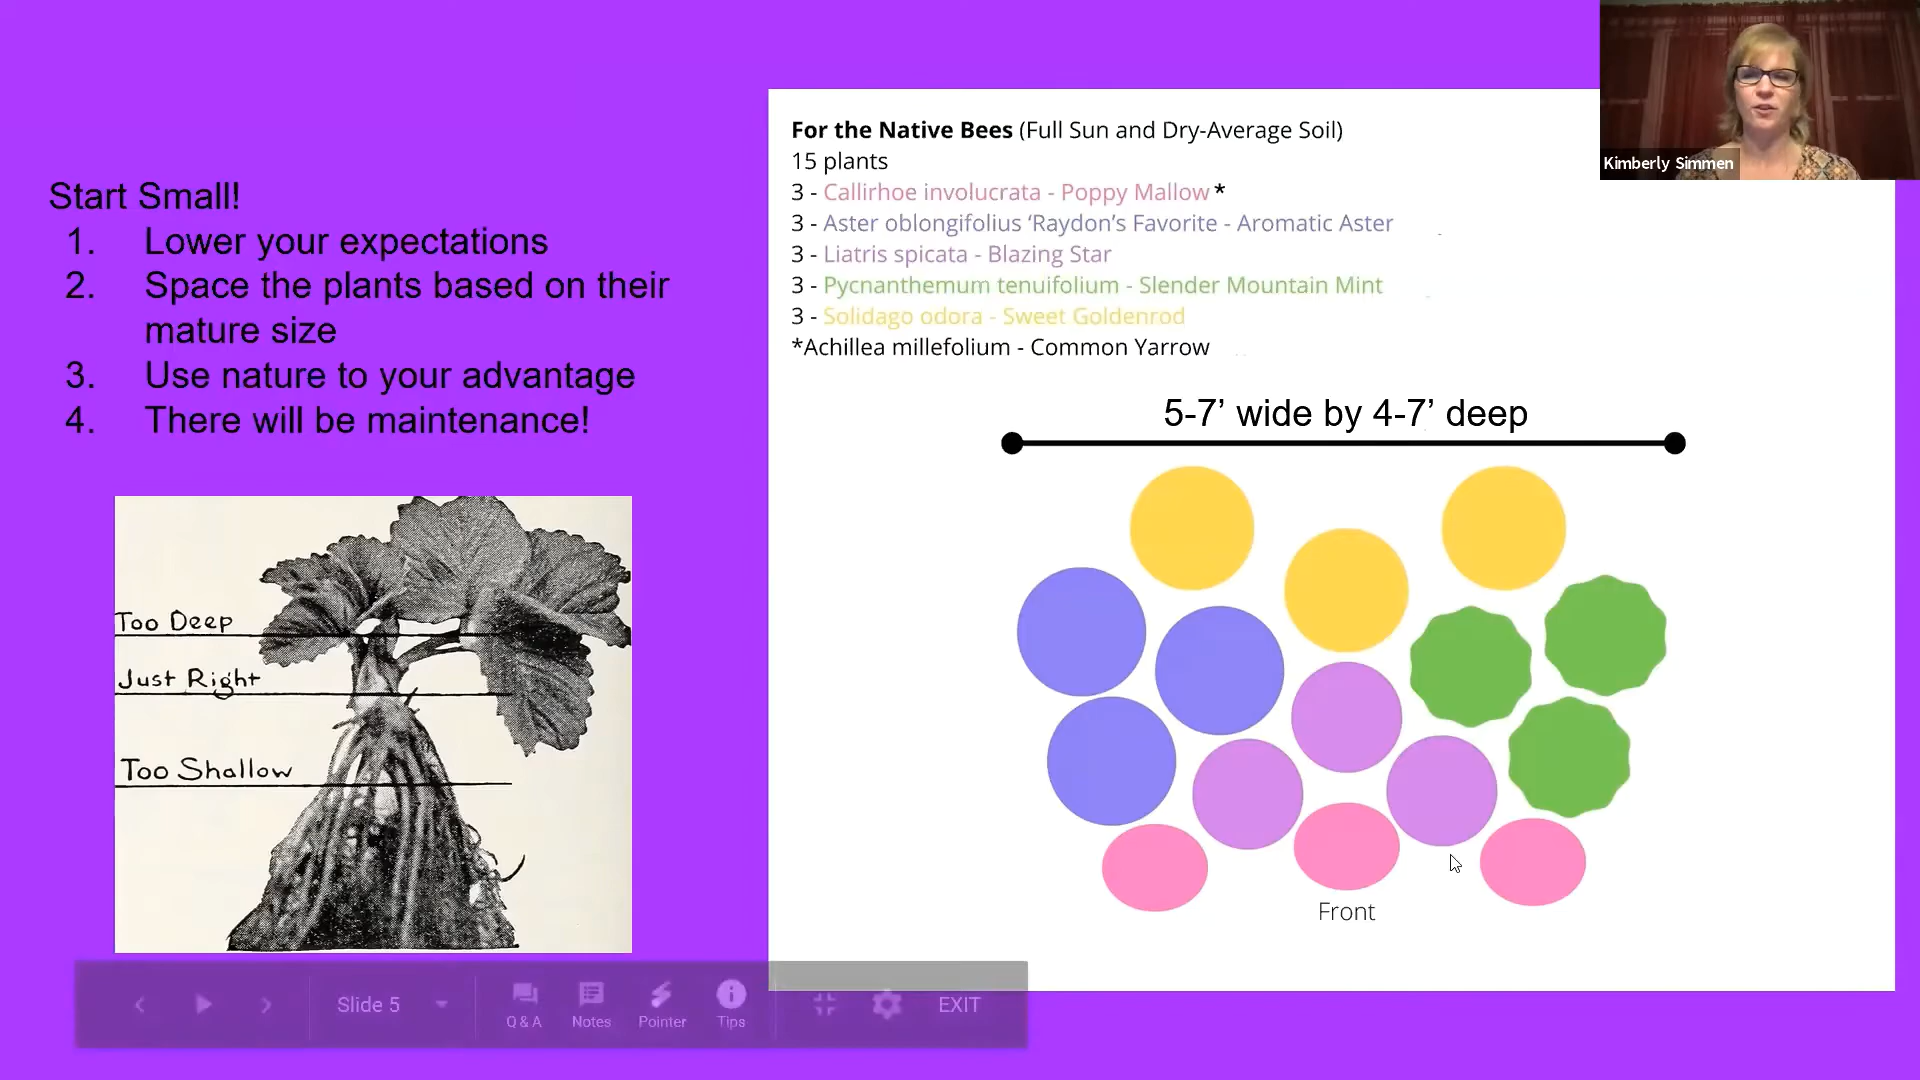 Start Small!
1. Lower your expectations
2. Space the plants based on their
mature size
3. Use nature to your advantage
4. There will be maintenance!
Too Deep
Just Right
Too Shallow
For the Native Bees (Full Sun and Dry-Average Soil)
15 plants
3 - Callirhoe involucrata - Poppy Mallow *
3 - Aster oblongifolius ‘Raydon’s Favorite - Aromatic Aster
3 - Liatris spicata - Blazing Star
3 - Pycnanthemum tenuifolium - Slender Mountain Mint
3 - Solidago odora - Sweet Goldenrod
*Achillea millefolium - Common Yarrow
5-7’ wide by 4-7’ deep
Front
Kimberly Simmen
Slide 5
Q & A
Notes
Pointer
Tips
EXIT